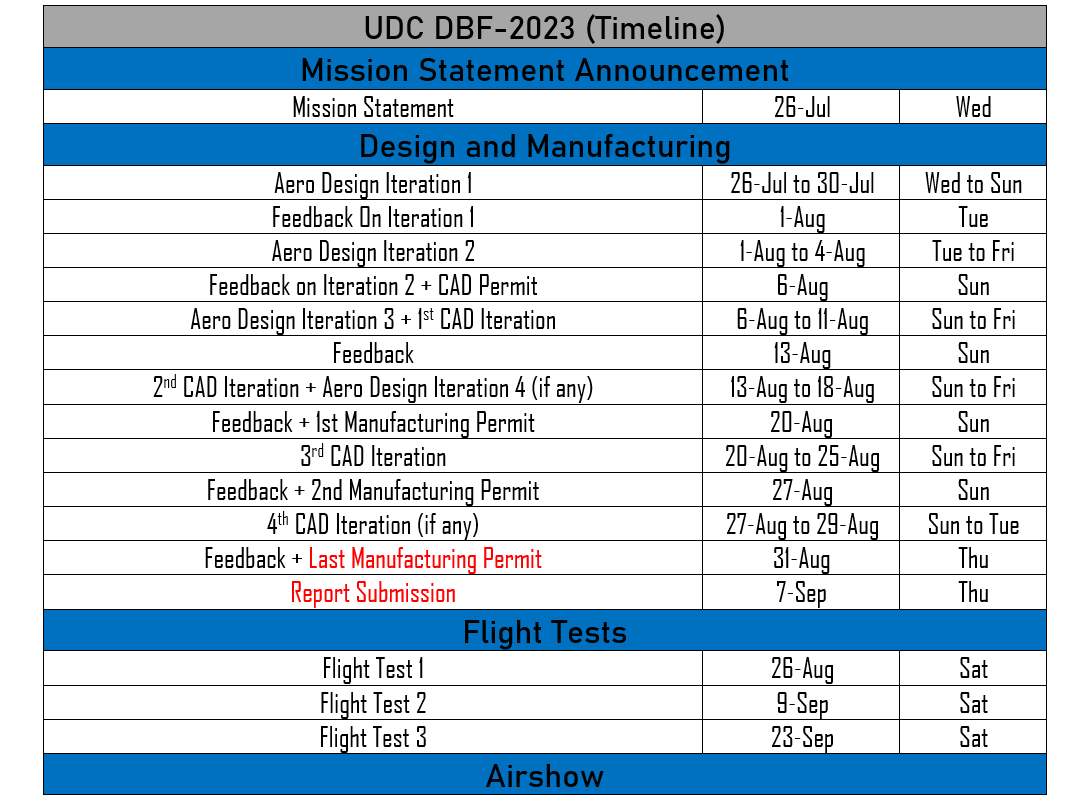 UDC DBF-2023 (Timeline)
Mission Statement Announcement
Mission Statement 26-Jul Wed
Design and Manufacturing
Aero Design Iteration 1 26-Jul to 30-Jul Wed to Sun
Feedback On Iteration 1 1-Aug Tue
Aero Design Iteration 2 1-Aug to 4-Aug Tue to Fri
Feedback on Iteration 2 + CAD Permit 6-Aug Sun
Aero Design Iteration 3 + 1st CAD Iteration 6-Aug to 11-Aug Sun to Fri
Feedback 13-Aug Sun
2nd CAD Iteration + Aero Design Iteration 4 (if any) 13-Aug to 18-Aug Sun to Fri
Feedback + 1st Manufacturing Permit 20-Aug Sun
3rd CAD Iteration 20-Aug to 25-Aug Sun to Fri
Feedback + 2nd Manufacturing Permit 27-Aug Sun
4th CAD Iteration (if any) 27-Aug to 29-Aug Sun to Tue
Feedback + Last Manufacturing Permit 31-Aug Thu
Report Submission 7-Sep Thu
Flight Tests
Flight Test 1 26-Aug Sat
Flight Test 2 9-Sep Sat
Flight Test 3 23-Sep Sat
Airshow